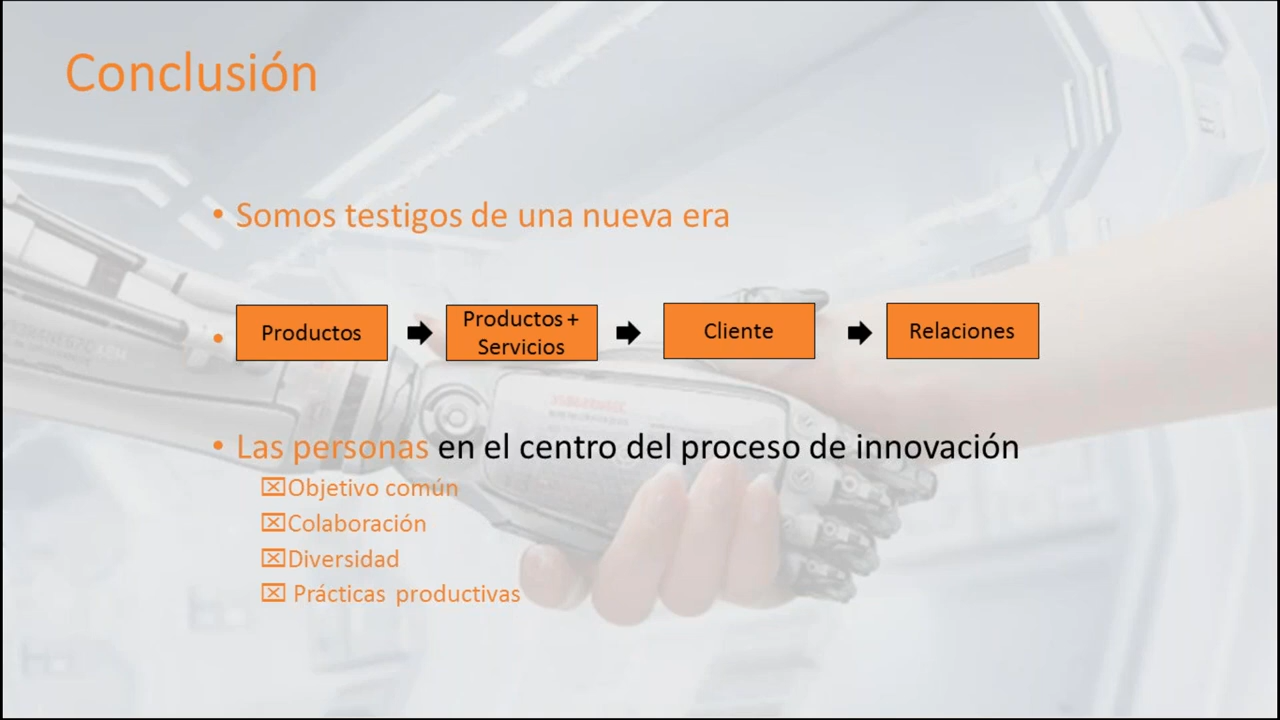 Conclusión
• Somos testigos de una nueva era
• Productos Productos + Servicios Cliente Relaciones
• Las personas en el centro del proceso de innovación
☒Objetivo común
☒Colaboración
☒Diversidad
☒ Prácticas productivas